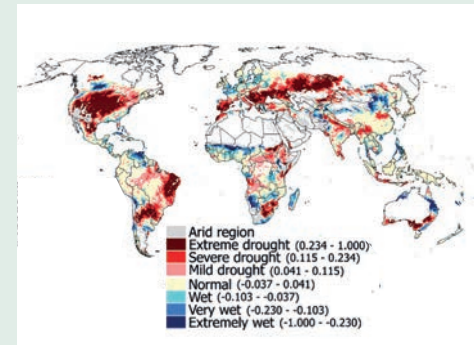 Arid region
Extreme drought (0.234 - 1.000)
Severe drought (0.115 - 0.234)
Mild drought (0.041 - 0.115)
Normal (-0.037 - 0.041)
Wet (-0.103 - -0.037)
Very wet (-0.230 - -0.103)
Extremely wet (-1.000 - -0.230)